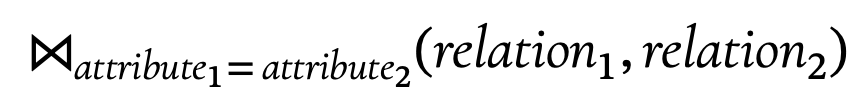 ⋈attribute₁= attribute₂(relation₁, relation₂)